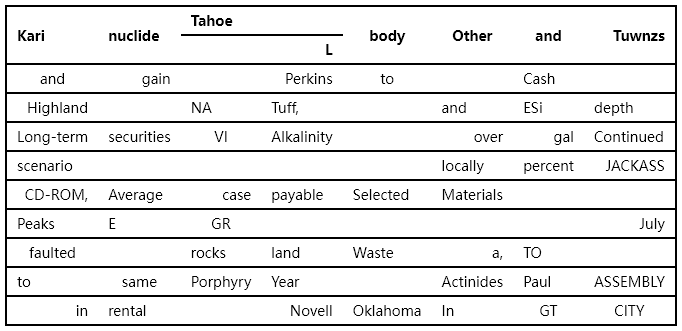 Kari nuclide Tahoe body Other and Tuwnzs
L
and gain Perkins to Cash
Highland NA Tuff, and ESi depth
Long-term securities VI Alkalinity over gal Continued
scenario locally percent JACKASS
CD-ROM, Average case payable Selected Materials
Peaks E GR July
faulted rocks land Waste a, TO
to same Porphyry Year Actinides Paul ASSEMBLY
in rental Novell Oklahoma In GT CITY